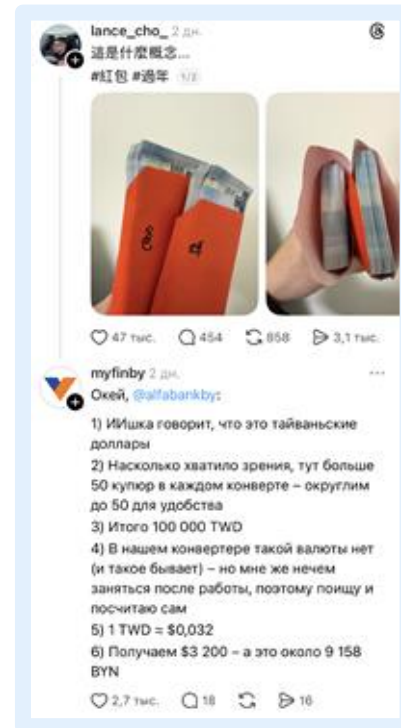 lance_cho_ 2 дн.
這是什麼概念...
#紅包 #過年 1/2
47 тыс. 454 858 3,1 тыс.
myfinby 2 дн.
Окей, @alfabankby:
1) ИИшка говорит, что это тайваньские
доллары
2) Насколько хватило зрения, тут больше
50 купюр в каждом конверте – округлим
до 50 для удобства
3) Итого 100 000 TWD
4) В нашем конвертере такой валюты нет
(и такое бывает) – но мне же нечем
заняться после работы, поэтому поищу и
посчитаю сам
5) 1 TWD ≈ $0,032
6) Получаем $3 200 – а это около 9 158
BYN
2,7 тыс. 18 16